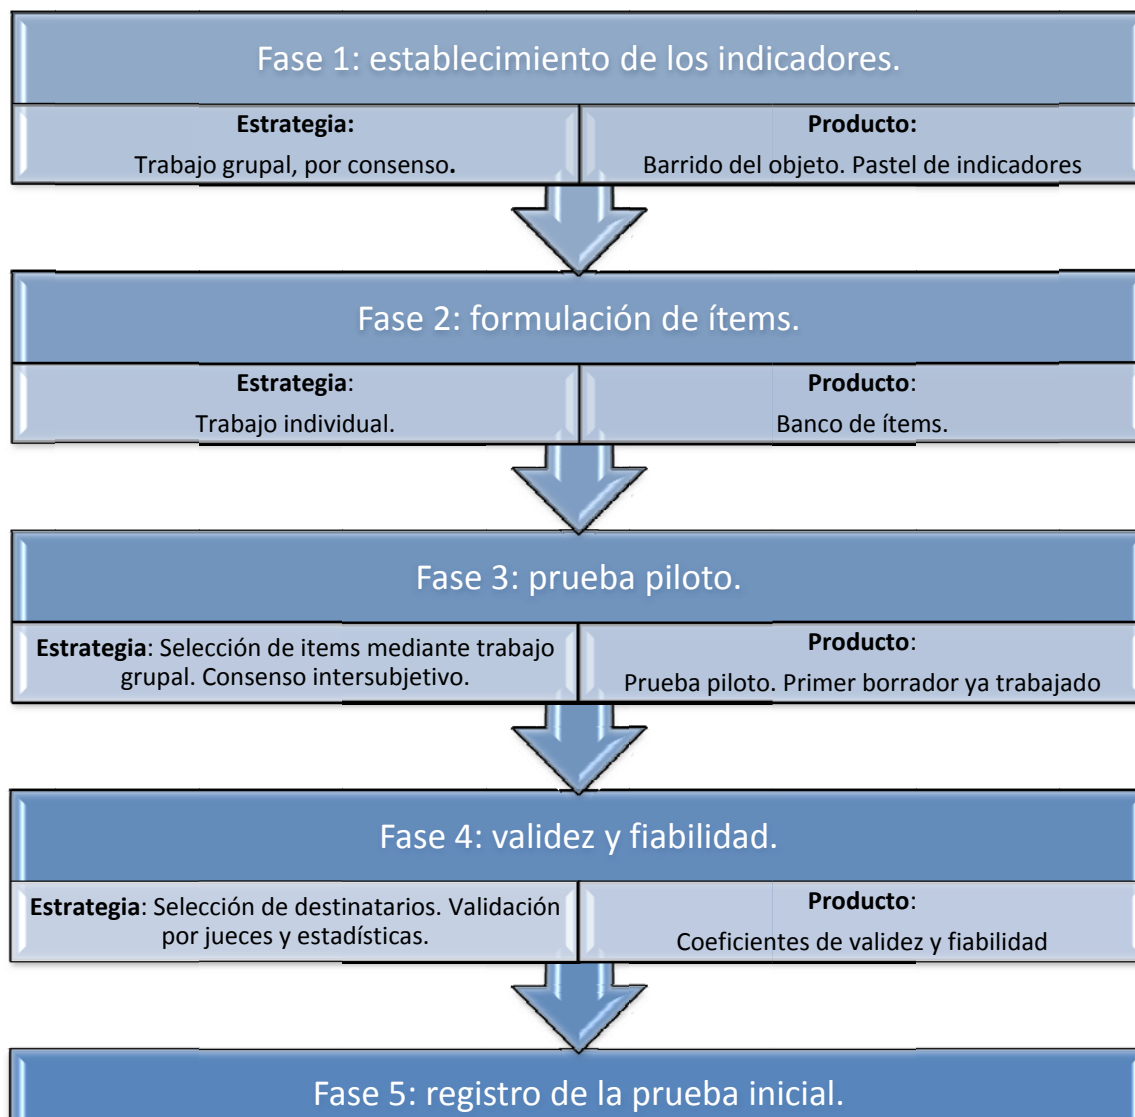 Fase 1: establecimiento de los indicadores.
Estrategia:
Trabajo grupal, por consenso.
Producto:
Barrido del objeto. Pastel de indicadores
Fase 2: formulación de ítems.
Estrategia:
Trabajo individual.
Producto:
Banco de ítems.
Fase 3: prueba piloto.
Estrategia: Selección de items mediante trabajo
grupal. Consenso intersubjetivo.
Producto:
Prueba piloto. Primer borrador ya trabajado
Fase 4: validez y fiabilidad.
Estrategia: Selección de destinatarios. Validación
por jueces y estadísticas.
Producto:
Coeficientes de validez y fiabilidad
Fase 5: registro de la prueba inicial.